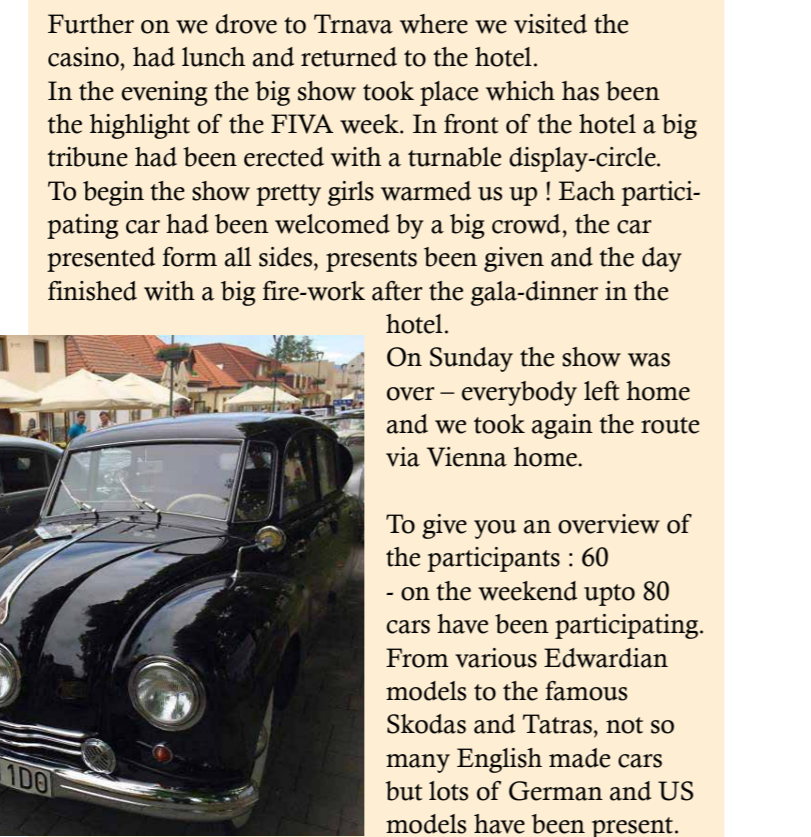 Further on we drove to Trnava where we visited the
casino, had lunch and returned to the hotel.
In the evening the big show took place which has been
the highlight of the FIVA week. In front of the hotel a big
tribune had been erected with a turnable display-circle.
To begin the show pretty girls warmed us up ! Each partici-
pating car had been welcomed by a big crowd, the car
presented form all sides, presents been given and the day
finished with a big fire-work after the gala-dinner in the
hotel.
On Sunday the show was
over – everybody left home
and we took again the route
via Vienna home.
To give you an overview of
the participants : 60
- on the weekend upto 80
cars have been participating.
From various Edwardian
models to the famous
Skodas and Tatras, not so
many English made cars
but lots of German and US
models have been present.
1D0